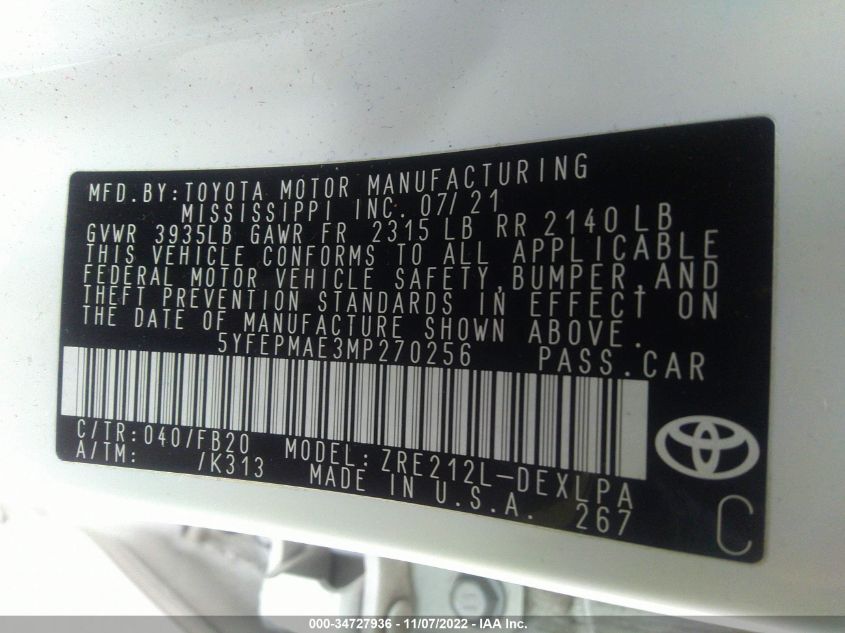 MFD.BY:TOYOTA MOTOR MANUFACTURING
MISSISSIPPI INC. 07/21
GVWR 3935LB GAWR FR 2315 LB RR 2140 LB
THIS VEHICLE CONFORMS TO ALL APPLICABLE
FEDERAL MOTOR VEHICLE SAFETY, BUMPER, AND
THEFT PREVENTION STANDARDS IN EFFECT ON
THE DATE OF MANUFACTURE SHOWN ABOVE.
5YFEPMAE3MP270256 PASS.CAR
C/TR: 040/FB20 MODEL: ZRE212L-DEXLPA
A/TM: /K313 MADE IN U.S.A. 267
C
000-34727936 - 11/07/2022 - IAA Inc.